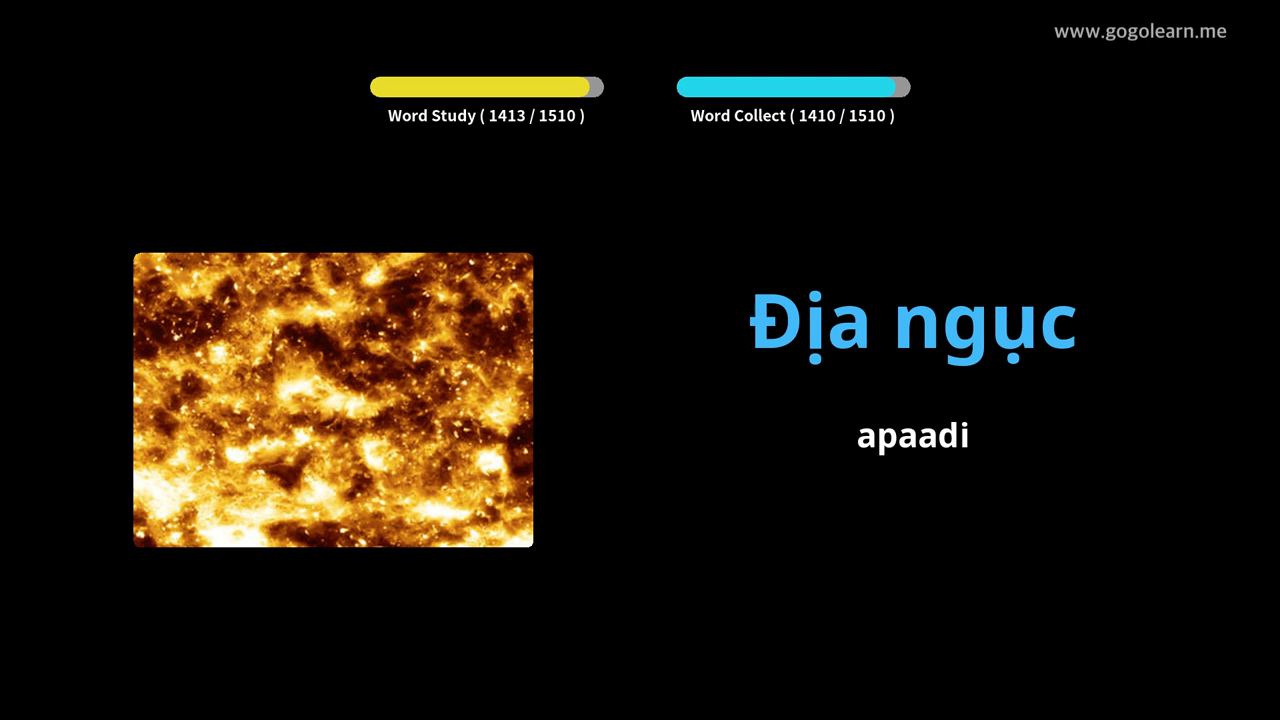 www.gogolearn.me
Word Study ( 1413 / 1510 )
Word Collect ( 1410 / 1510 )
Địa ngục
apaadi